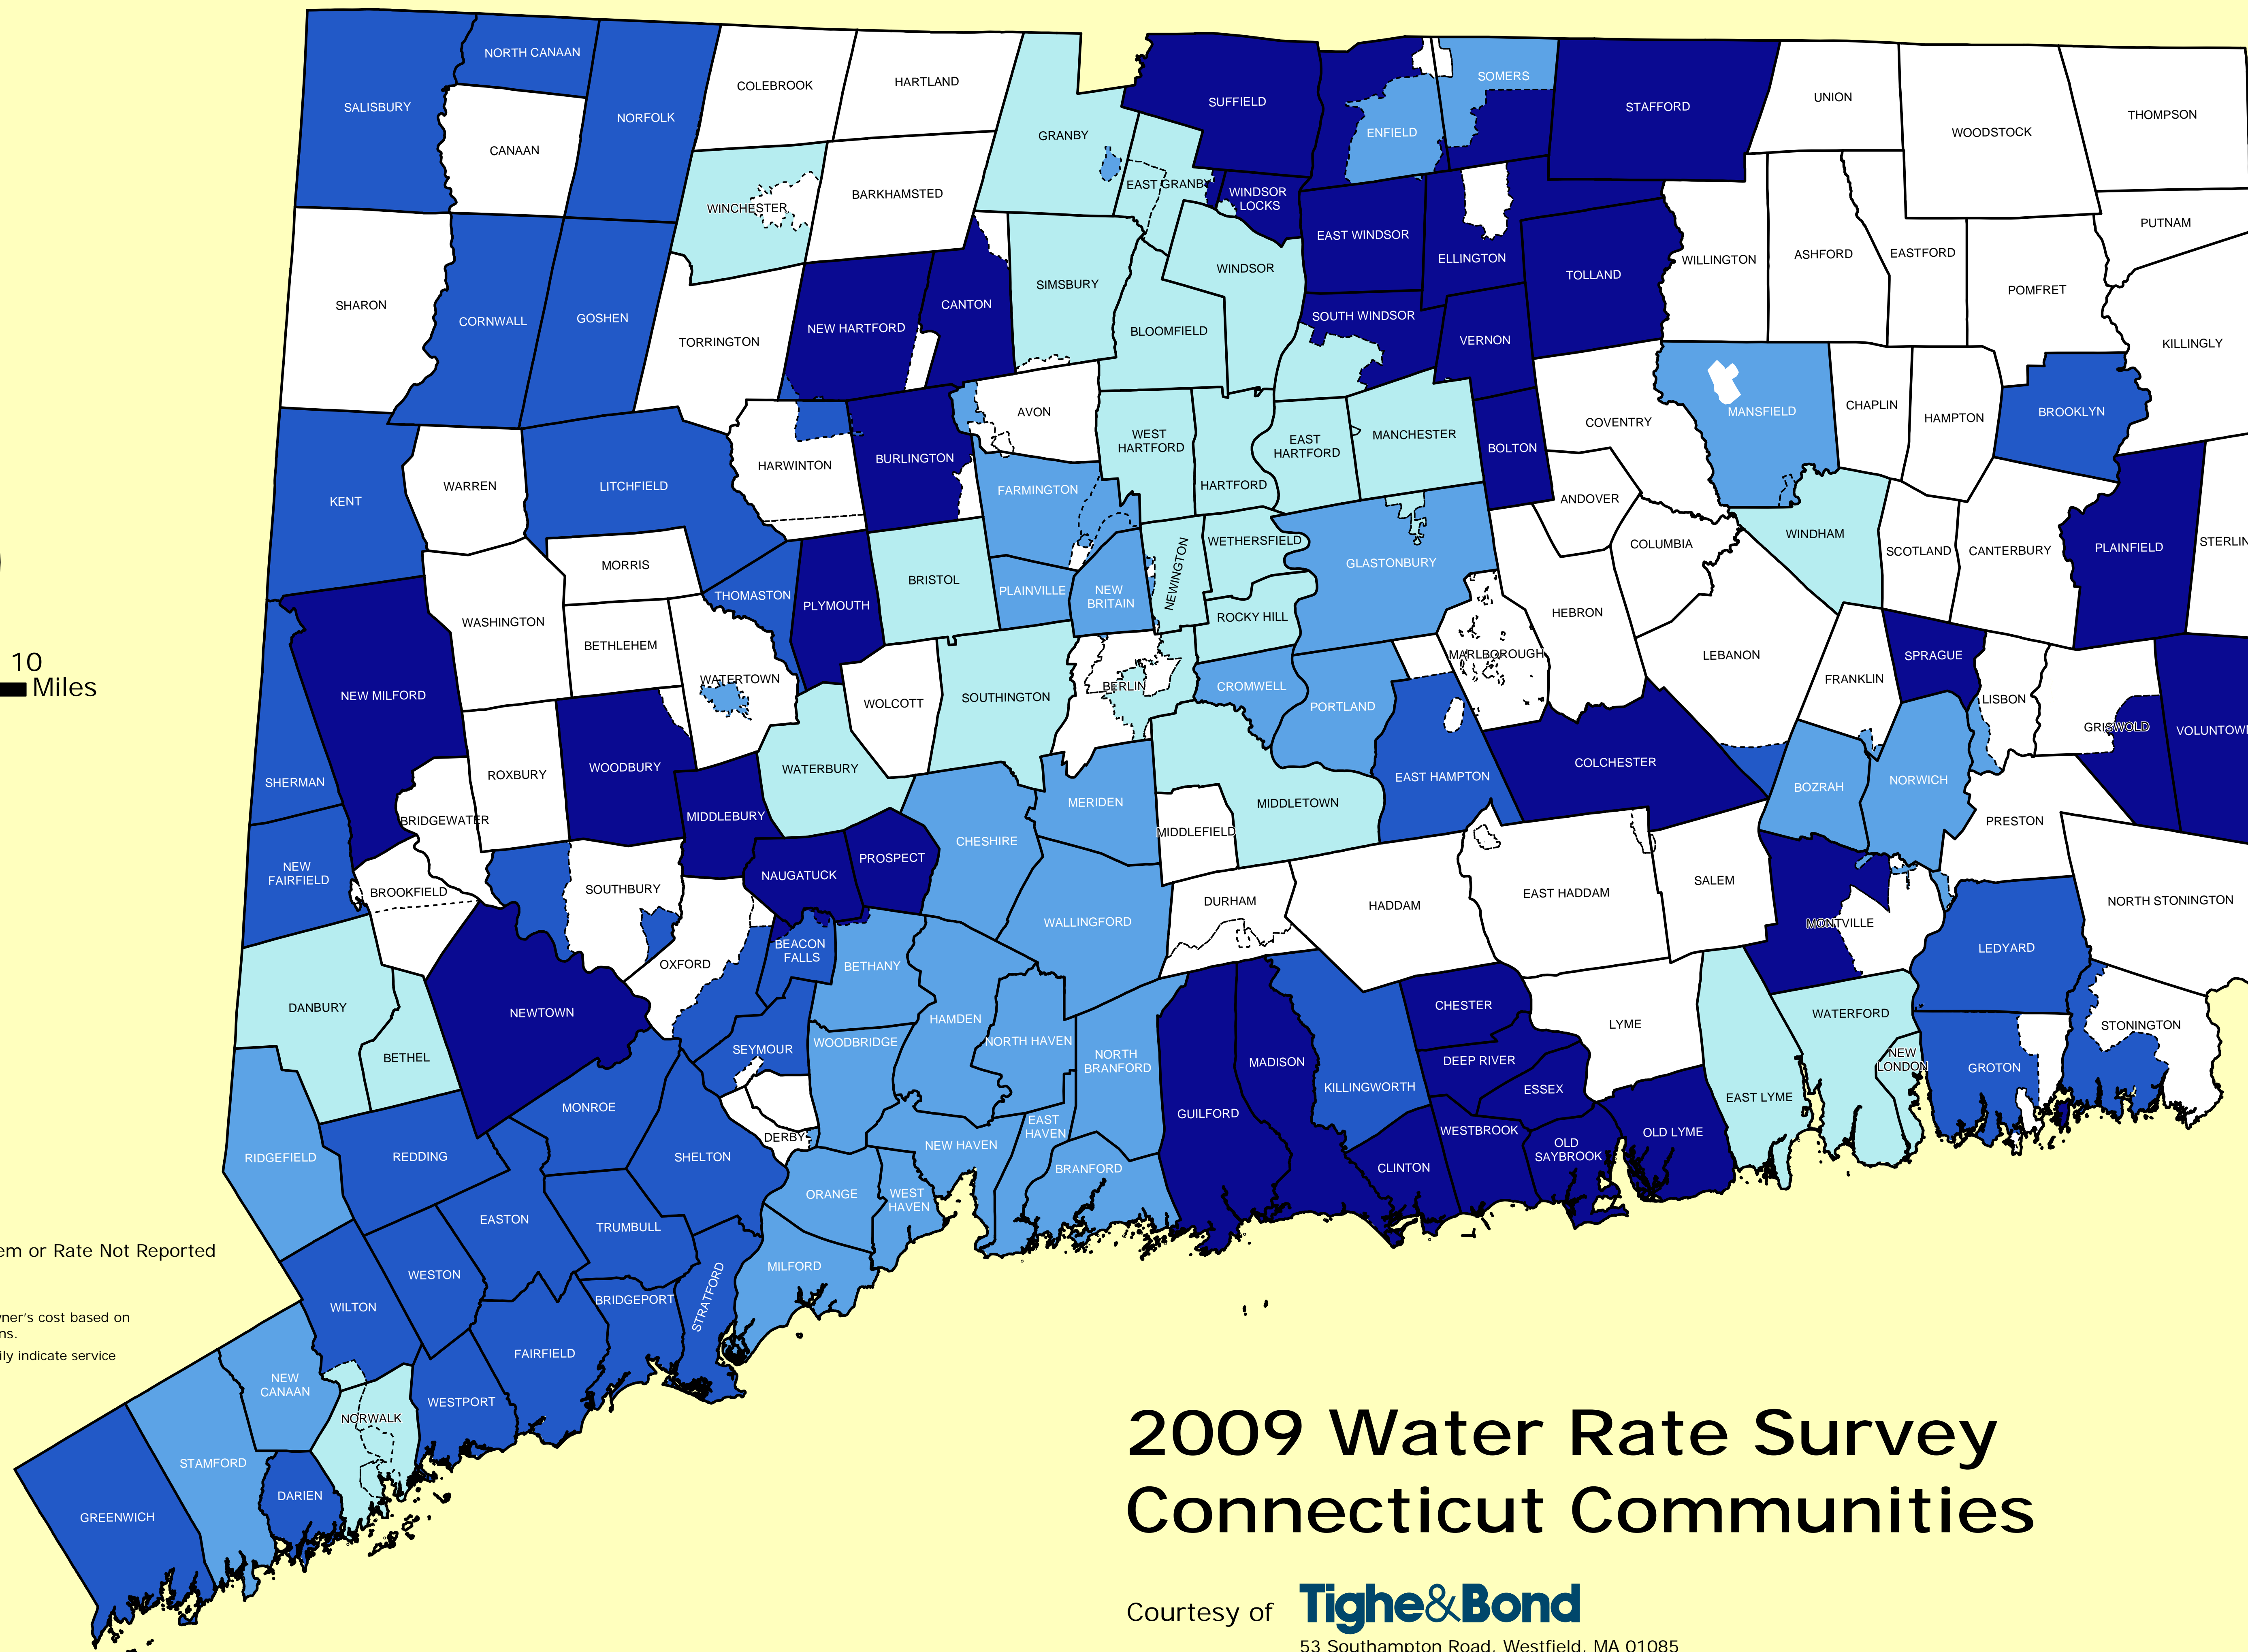 NORTH CANAAN
SALISBURY
CANAAN
NORFOLK
COLEBROOK
HARTLAND
GRANBY
SUFFIELD
ENFIELD
SOMERS
STAFFORD
UNION
WOODSTOCK
THOMPSON
WINCHESTER
BARKHAMSTED
EAST GRANBY
WINDSOR
LOCKS
PUTNAM
SHARON
CORNWALL
GOSHEN
TORRINGTON
NEW HARTFORD
CANTON
SIMSBURY
BLOOMFIELD
WINDSOR
EAST WINDSOR
SOUTH WINDSOR
ELLINGTON
VERNON
TOLLAND
WILLINGTON
ASHFORD
EASTFORD
POMFRET
KILLINGLY
KENT
WARREN
LITCHFIELD
HARWINTON
BURLINGTON
AVON
FARMINGTON
WEST
HARTFORD
HARTFORD
EAST
HARTFORD
MANCHESTER
BOLTON
COVENTRY
MANSFIELD
CHAPLIN
HAMPTON
BROOKLYN
ANDOVER
COLUMBIA
WINDHAM
SCOTLAND
CANTERBURY
PLAINFIELD
STERLIN
MORRIS
WASHINGTON
BETHLEHEM
THOMASTON
PLYMOUTH
BRISTOL
PLAINVILLE
NEW
BRITAIN
NEWINGTON
WETHERSFIELD
ROCKY HILL
GLASTONBURY
HEBRON
MARLBOROUGH
LEBANON
FRANKLIN
SPRAGUE
LISBON
GRISWOLD
VOLUNTOWN
10
Miles
NEW MILFORD
WATERTOWN
WOLCOTT
SOUTHINGTON
BERLIN
CROMWELL
PORTLAND
EAST HAMPTON
COLCHESTER
BOZRAH
NORWICH
PRESTON
SHERMAN
ROXBURY
WOODBURY
WATERBURY
MIDDLEBURY
BRIDGEWATER
NAUGATUCK
PROSPECT
CHESHIRE
MERIDEN
MIDDLEFIELD
MIDDLETOWN
NEW
FAIRFIELD
BROOKFIELD
SOUTHBURY
OXFORD
BEACON
FALLS
BETHANY
WALLINGFORD
DURHAM
HADDAM
EAST HADDAM
SALEM
MONTVILLE
LEDYARD
NORTH STONINGTON
DANBURY
BETHEL
NEWTOWN
SEYMOUR
WOODBRIDGE
HAMDEN
NORTH HAVEN
NORTH
BRANFORD
GUILFORD
MADISON
KILLINGWORTH
CHESTER
DEEP RIVER
ESSEX
LYME
EAST LYME
WATERFORD
NEW
LONDON
GROTON
STONINGTON
RIDGEFIELD
REDDING
MONROE
SHELTON
DERBY
ORANGE
WEST
HAVEN
NEW HAVEN
EAST
HAVEN
BRANFORD
CLINTON
WESTBROOK
OLD
SAYBROOK
OLD LYME
em or Rate Not Reported
wner's cost based on
ns.
ily indicate service
WILTON
WESTON
EASTON
TRUMBULL
BRIDGEPORT
STRATFORD
MILFORD
FAIRFIELD
WESTPORT
NEW
CANAAN
NORWALK
STAMFORD
DARIEN
GREENWICH
2009 Water Rate Survey
Connecticut Communities
Courtesy of Tighe&Bond
53 Southampton Road, Westfield, MA 01085